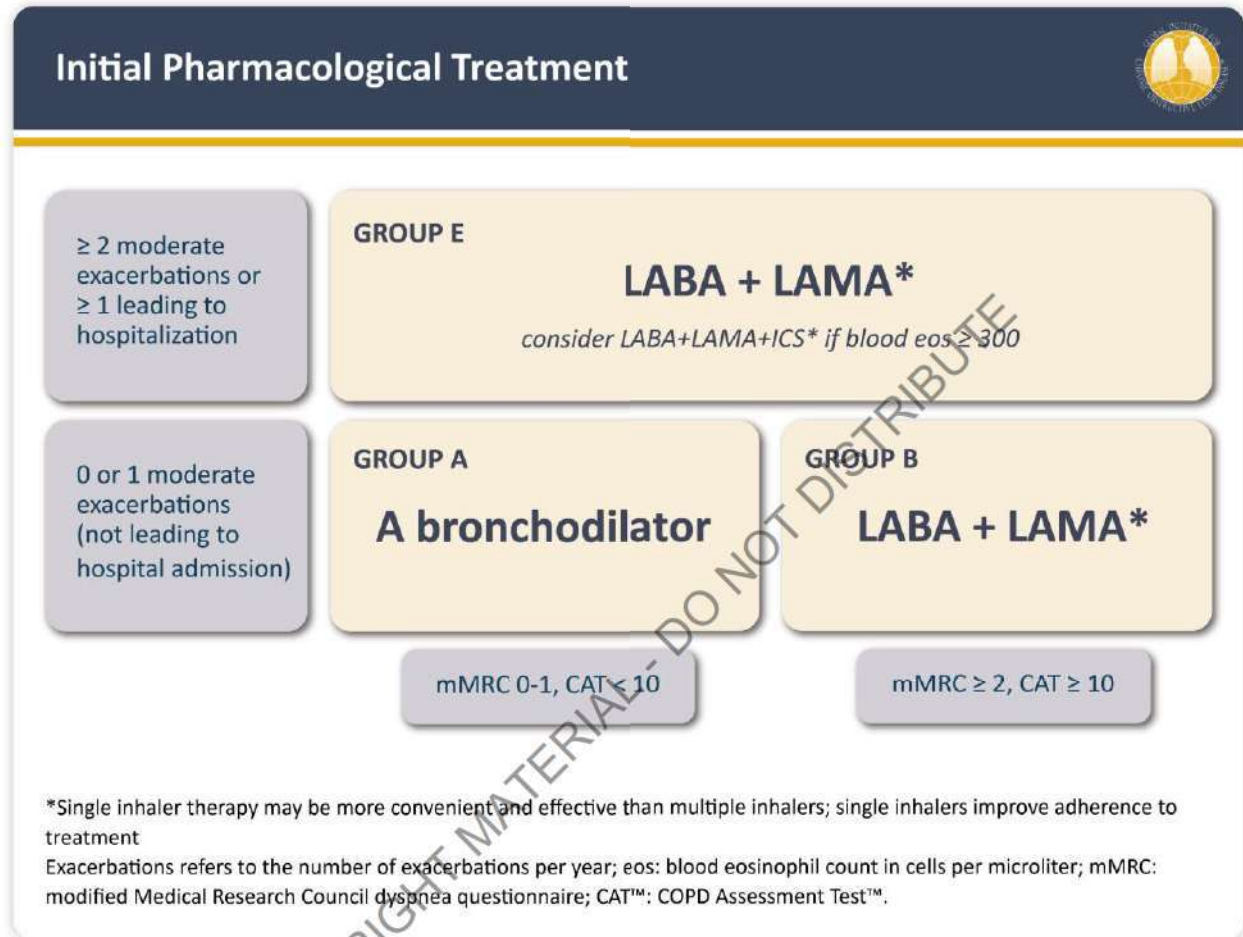 Initial Pharmacological Treatment
≥ 2 moderate
exacerbations or
≥ 1 leading to
hospitalization
GROUP E
LABA + LAMA*
consider LABA+LAMA+ICS* if blood eos ≥ 300
0 or 1 moderate
exacerbations
(not leading to
hospital admission)
GROUP A
A bronchodilator
GROUP B
LABA + LAMA*
mMRC 0-1, CAT < 10
mMRC ≥ 2, CAT ≥ 10
*Single inhaler therapy may be more convenient and effective than multiple inhalers; single inhalers improve adherence to
treatment
Exacerbations refers to the number of exacerbations per year; eos: blood eosinophil count in cells per microliter; mMRC:
modified Medical Research Council dyspnea questionnaire; CAT™: COPD Assessment Test™.
RIGHT MATERIAL - DO NOT DISTRIBUTE